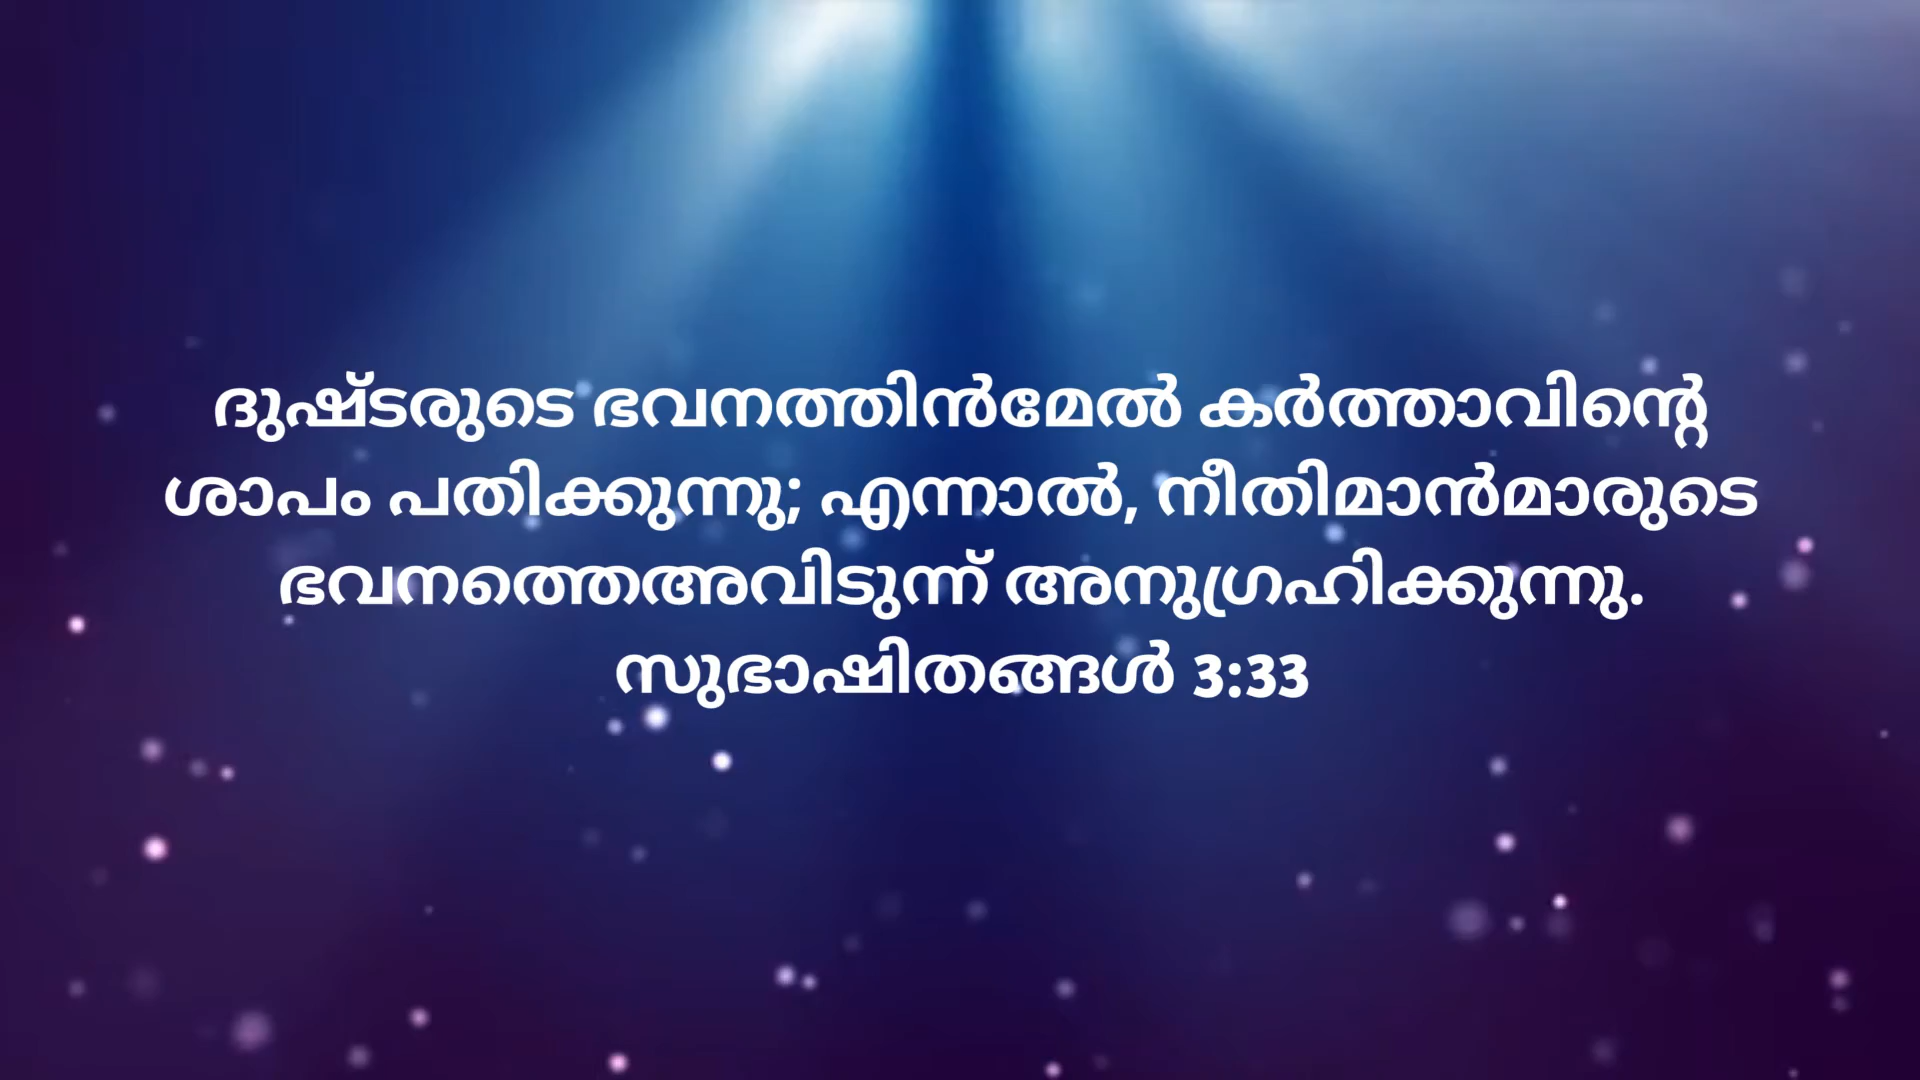 ദുഷ്ടരുടെ ഭവനത്തിൻമേൽ കർത്താവിന്റെ
ശാപം പതിക്കുന്നു; എന്നാൽ, നീതിമാൻമാരുടെ
ഭവനത്തെഅവിടുന്ന് അനുഗ്രഹിക്കുന്നു.
സുഭാഷിതങ്ങൾ 3:33